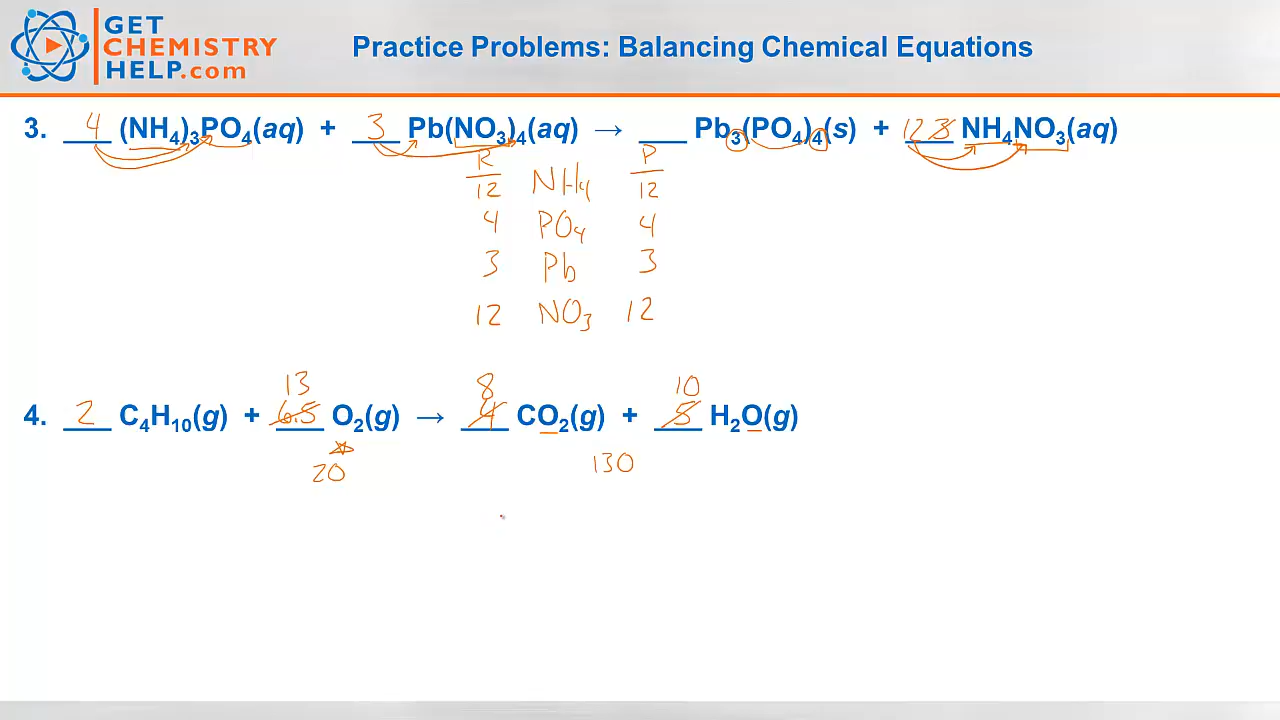 GET
CHEMISTRY
HELP.com
Practice Problems: Balancing Chemical Equations
3. 4 (NH₄)₃PO₄(aq) + 3 Pb(NO₃)₄(aq) → ___ Pb₃(PO₄)₄(s) + 12 3 NH₄NO₃(aq)
R P
12 NH₄ 12
4 PO₄ 4
3 Pb 3
12 NO₃ 12
13 8 10
4. 2 C₄H₁₀(g) + 6.5 O₂(g) → 4 CO₂(g) + 5 H₂O(g)
20 130